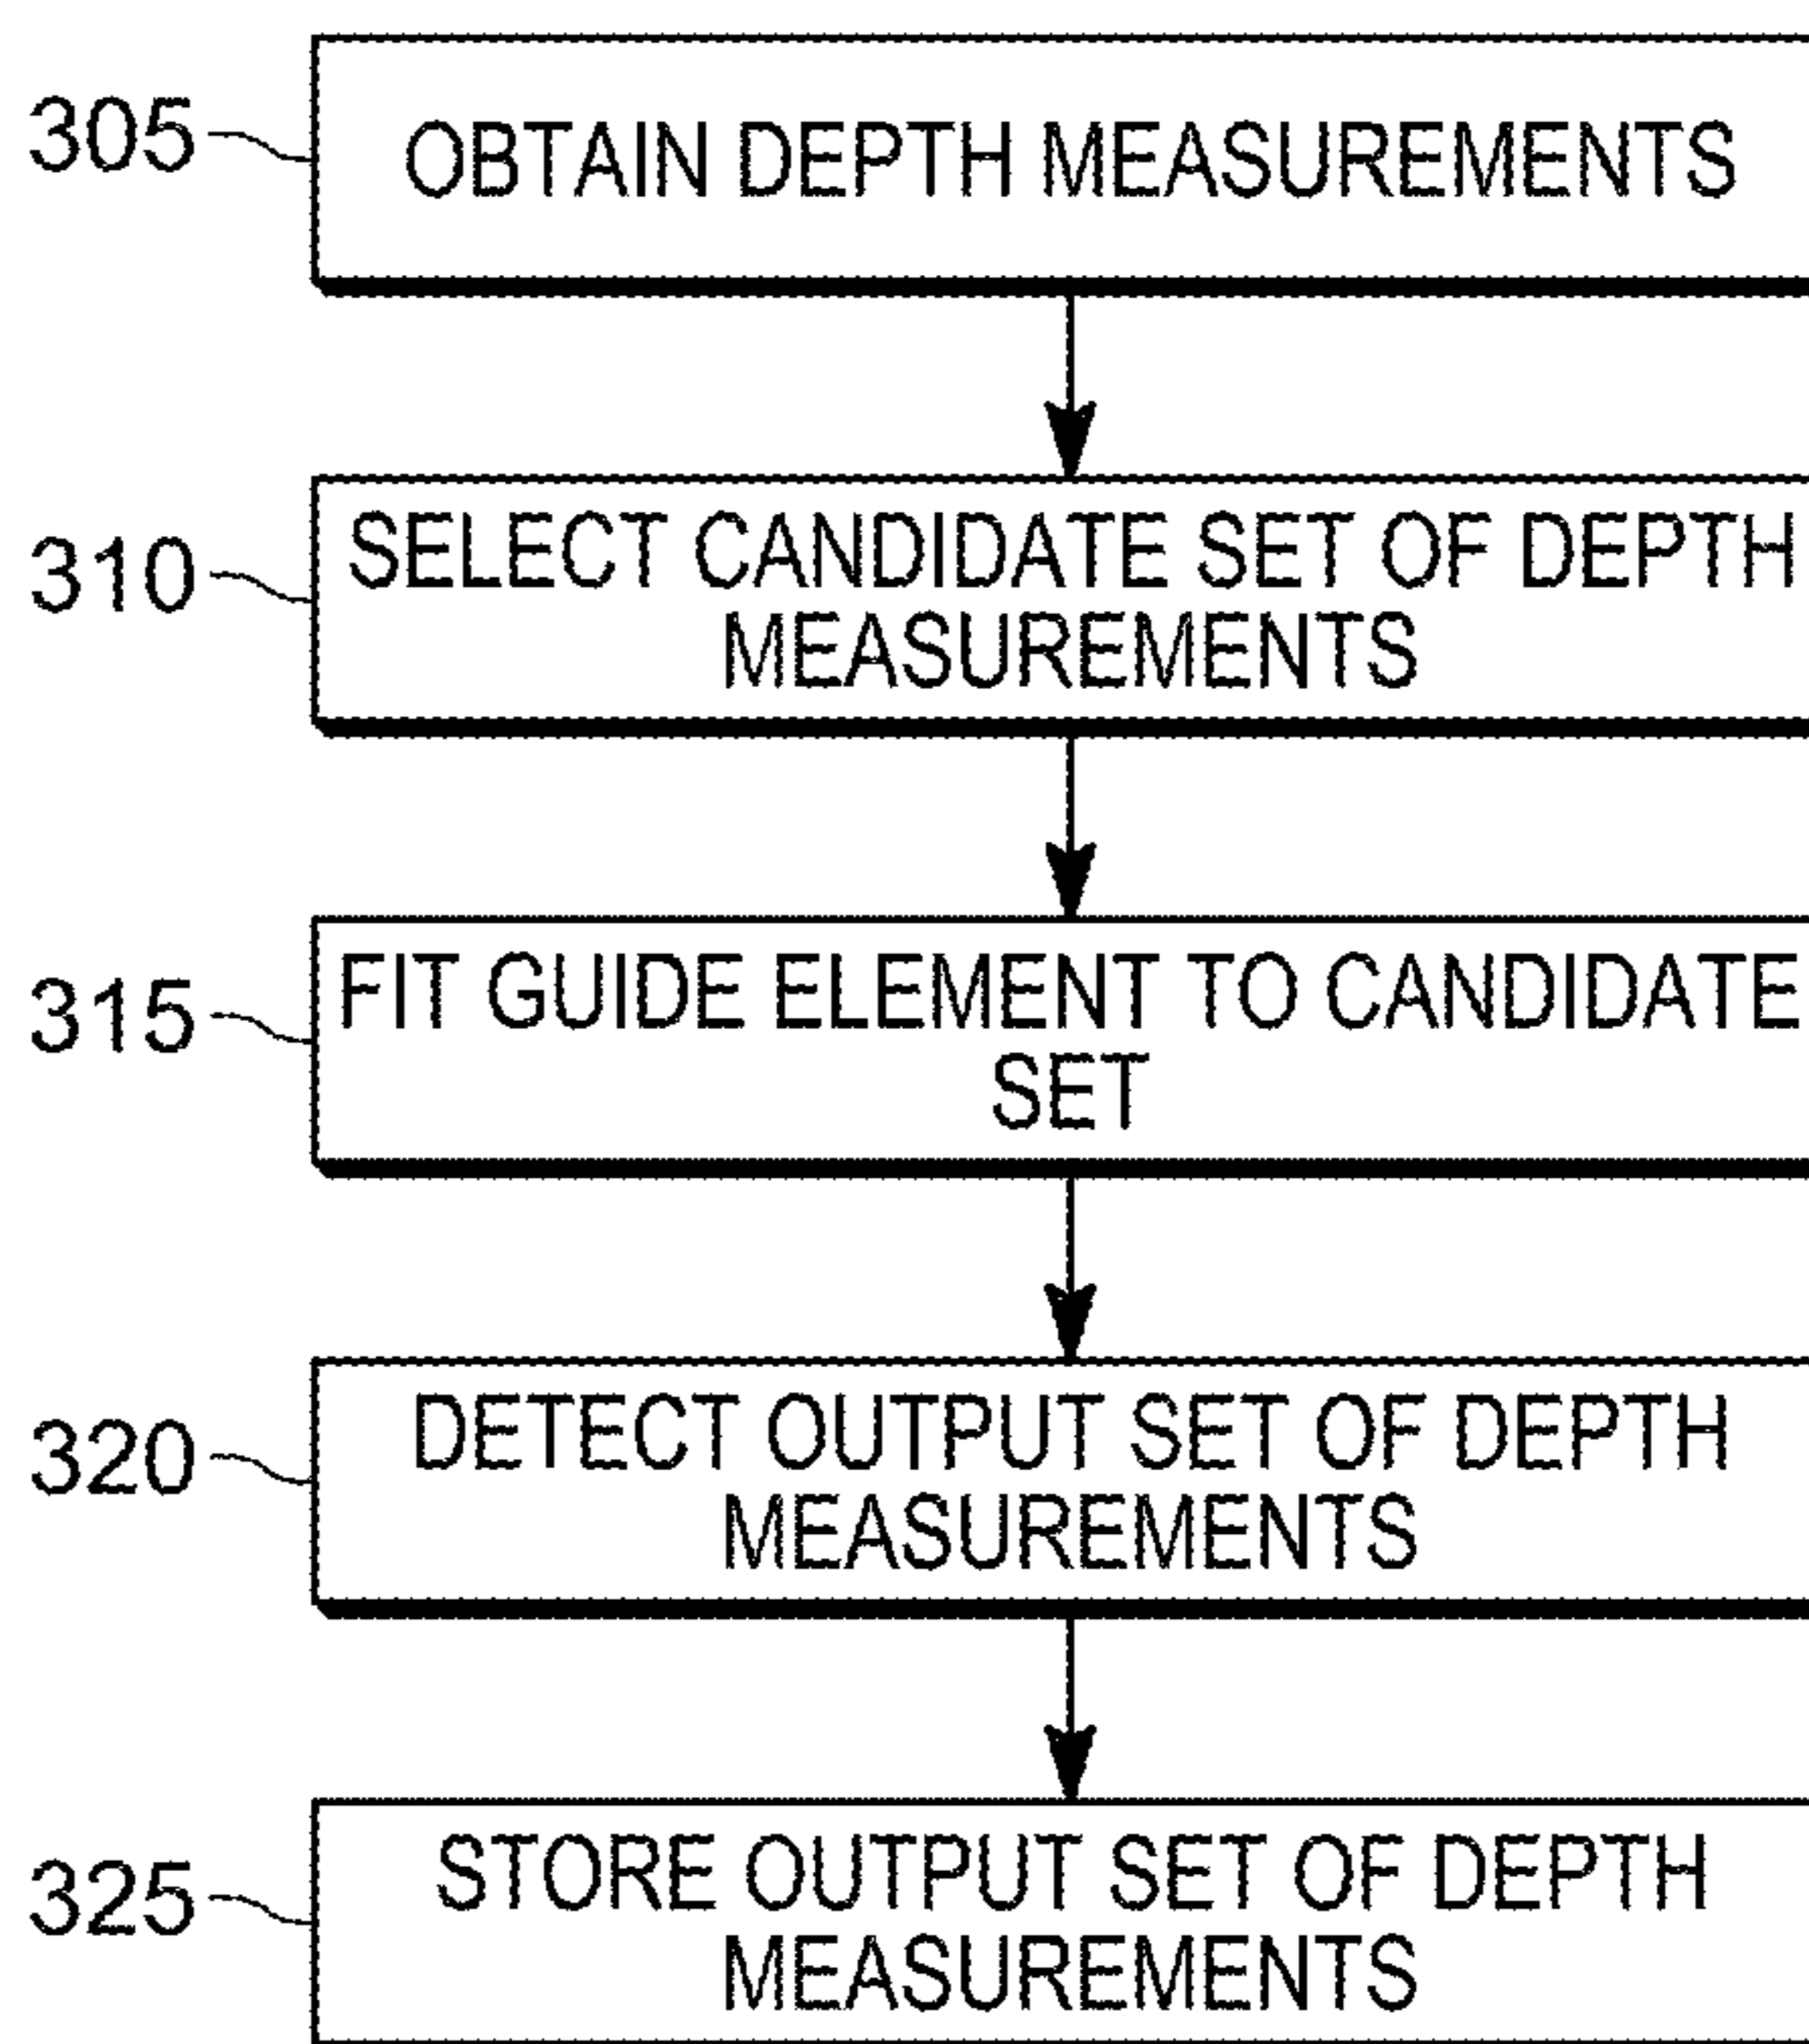 305
OBTAIN DEPTH MEASUREMENTS
310
SELECT CANDIDATE SET OF DEPTH
MEASUREMENTS
315
FIT GUIDE ELEMENT TO CANDIDATE
SET
320
DETECT OUTPUT SET OF DEPTH
MEASUREMENTS
325
STORE OUTPUT SET OF DEPTH
MEASUREMENTS